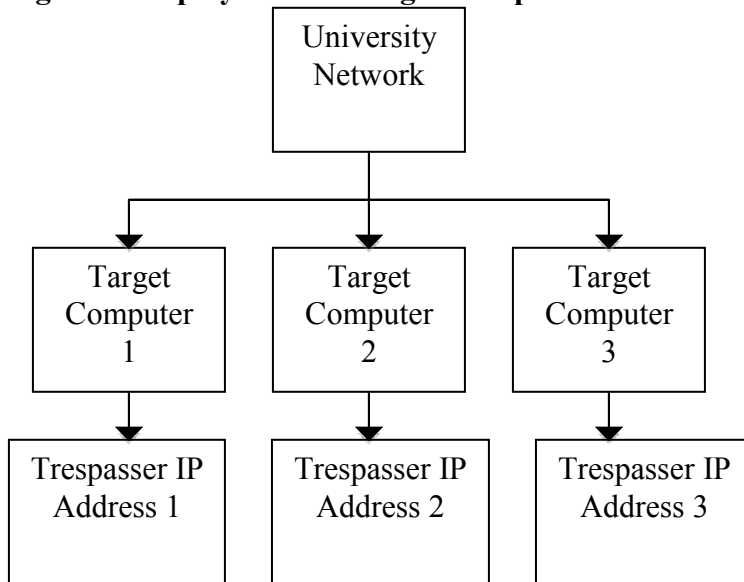 University
Network
Target
Computer
1
Target
Computer
2
Target
Computer
3
Trespasser IP
Address 1
Trespasser IP
Address 2
Trespasser IP
Address 3